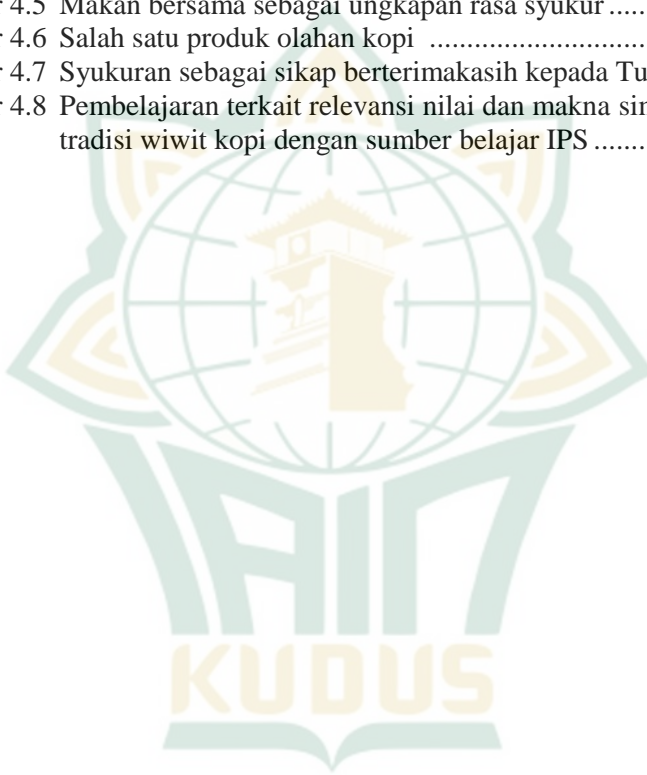 r 4.5 Makan bersama sebagai ungkapan rasa syukur .....
r 4.6 Salah satu produk olahan kopi .............................
r 4.7 Syukuran sebagai sikap berterimakasih kepada Tu
r 4.8 Pembelajaran terkait relevansi nilai dan makna sim
tradisi wiwit kopi dengan sumber belajar IPS .......
IAIN
KUDUS